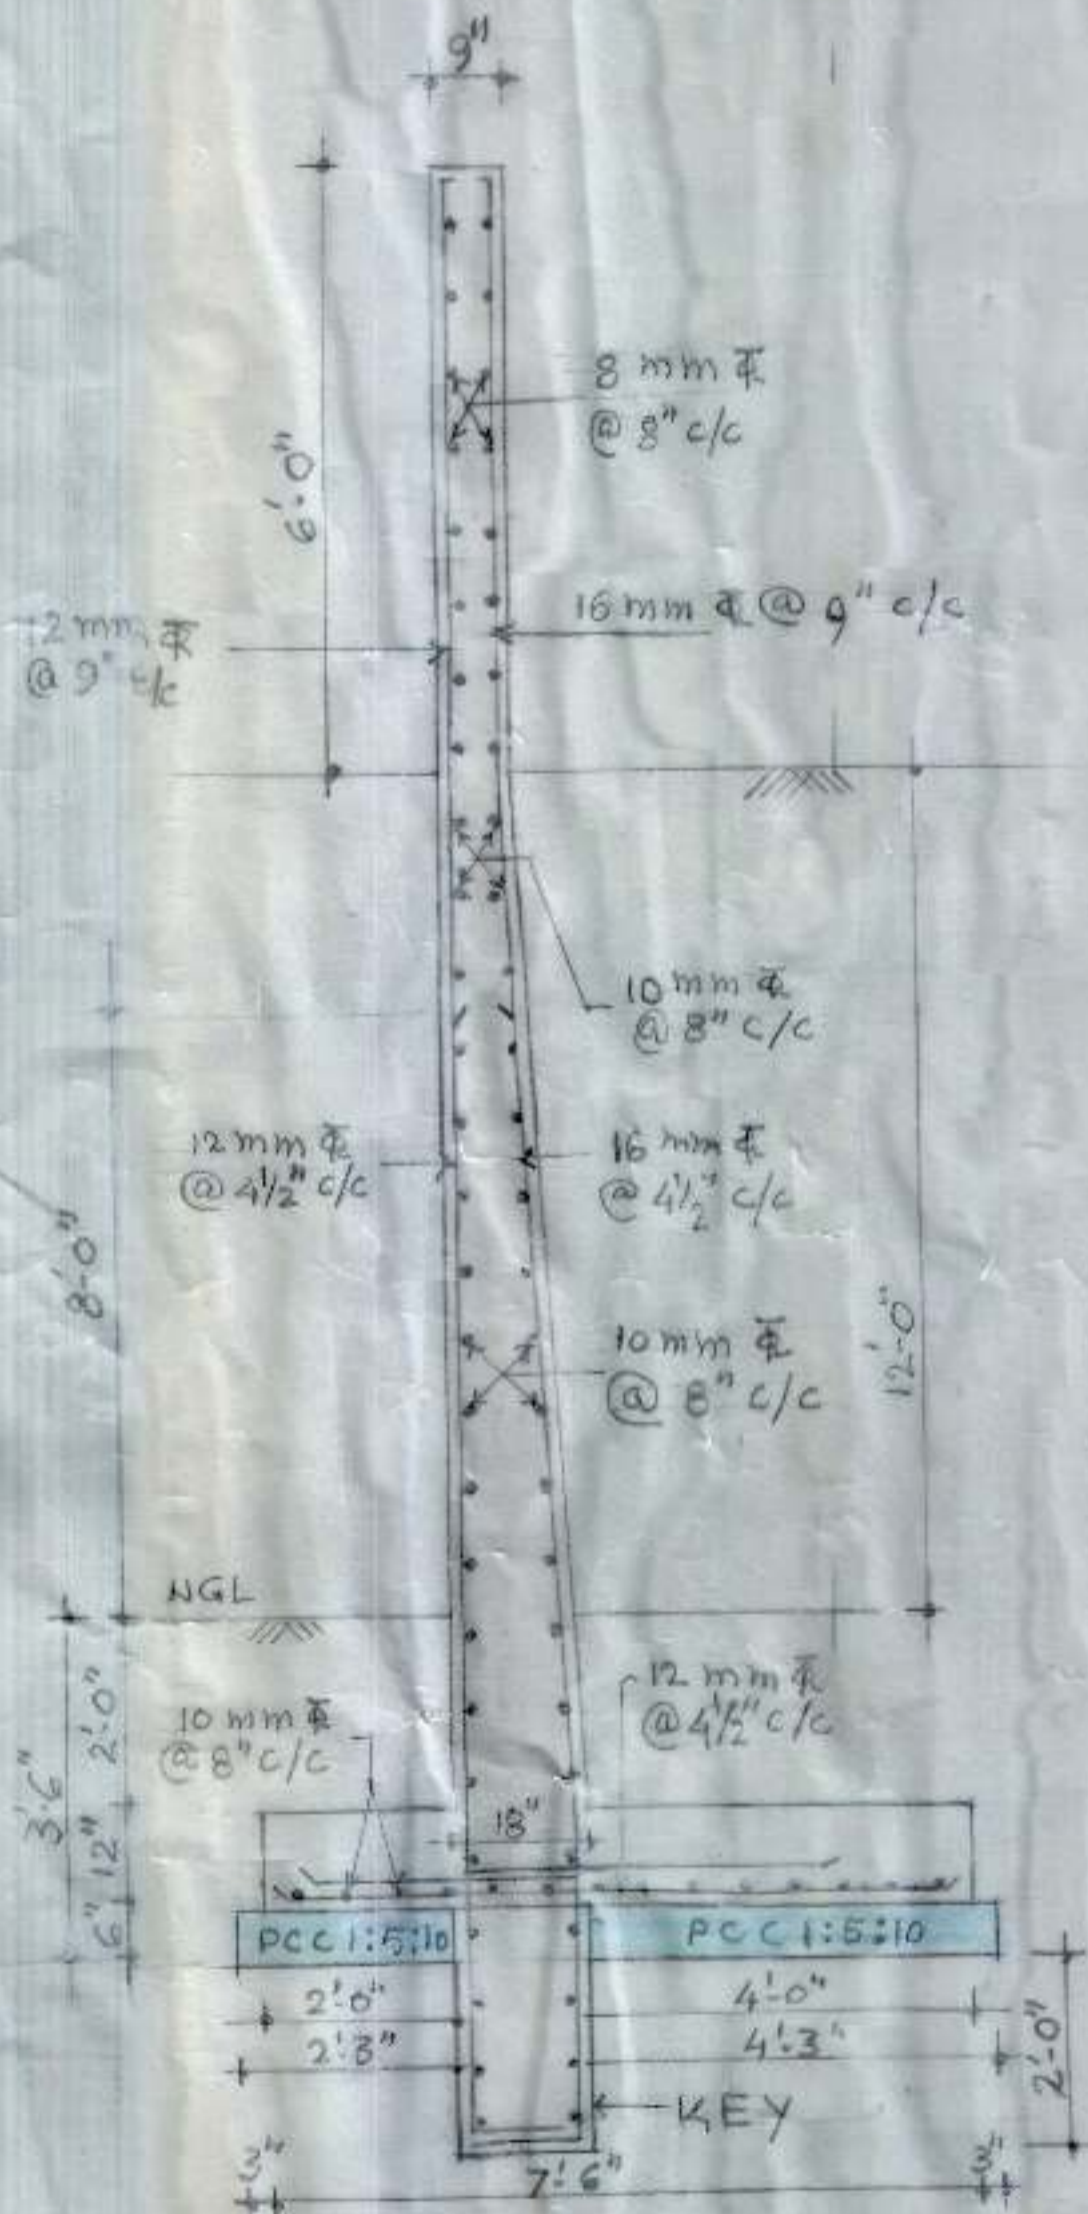 9"
8 mm Φ
@ 8" c/c
6'-0"
16 mm Φ @ 9" c/c
12 mm Φ
@ 9" c/c
10 mm Φ
@ 8" c/c
12 mm Φ
@ 4½" c/c
16 mm Φ
@ 4½" c/c
8'-0"
10 mm Φ
@ 8" c/c
12'-0"
NGL
12 mm Φ
@ 4½" c/c
10 mm Φ
@ 8" c/c
2'-0"
3'-6"
12"
6"
18"
PCC 1:5:10
PCC 1:5:10
2'-0"
4'-0"
2'-3"
4'-3"
2'-0"
KEY
3"
7'-6"
3"